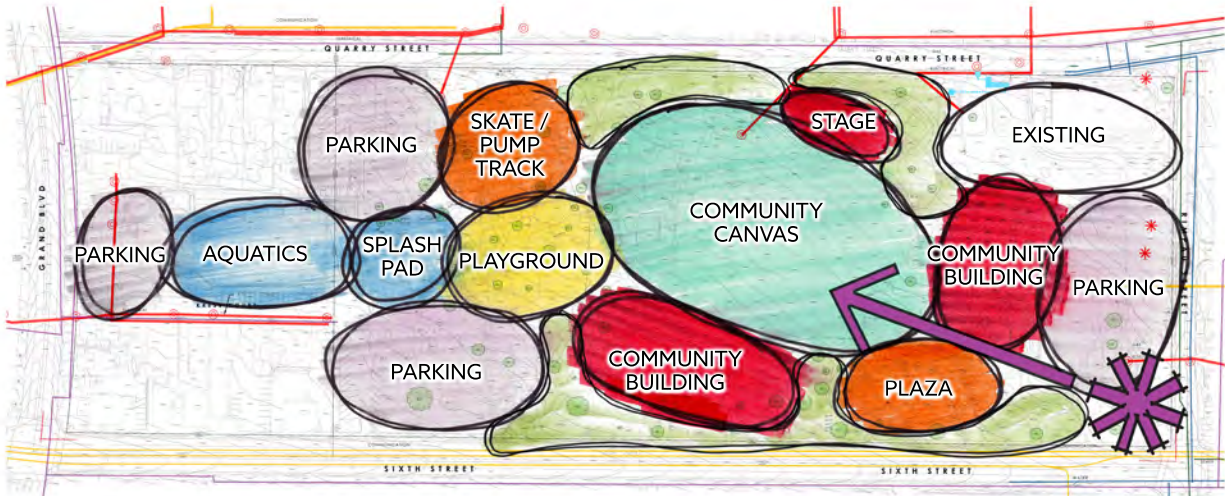 QUARRY STREET
QUARRY STREET
PARKING
SKATE /
PUMP
TRACK
STAGE
EXISTING
GRAND BLVD
PARKING
AQUATICS
SPLASH
PAD
PLAYGROUND
COMMUNITY
CANVAS
COMMUNITY
BUILDING
PARKING
PARKING
COMMUNITY
BUILDING
PLAZA
SIXTH STREET
SIXTH STREET